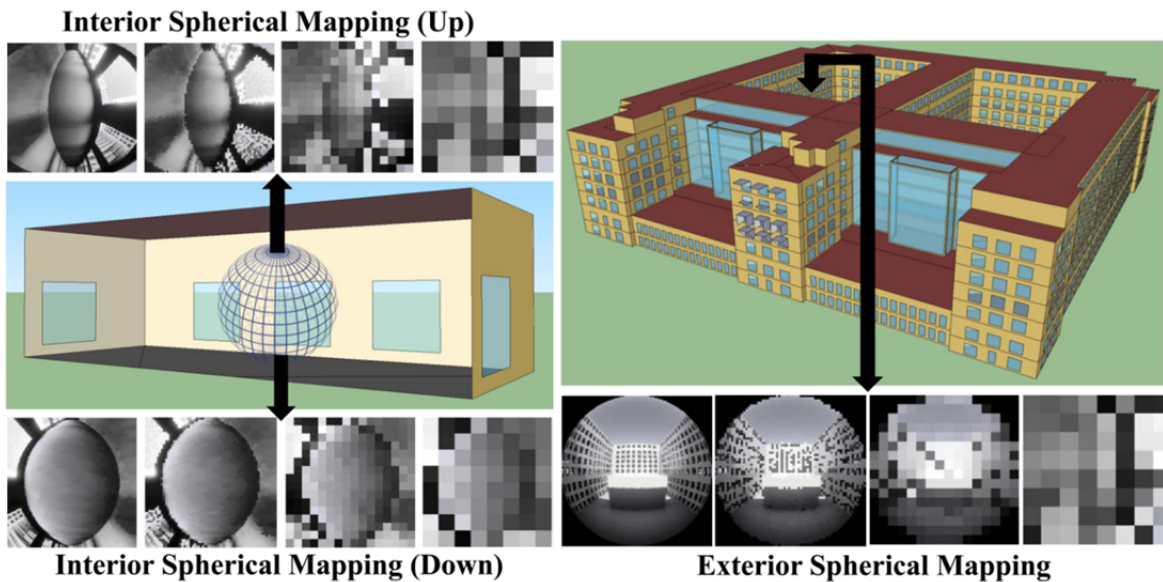 Interior Spherical Mapping (Up)
Interior Spherical Mapping (Down)
Exterior Spherical Mapping